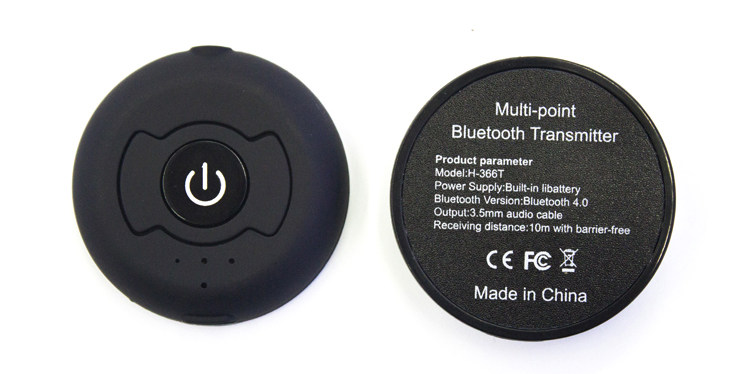 Multi-point
Bluetooth Transmitter
Product parameter
Model:H-366T
Power Supply:Built-in libattery
Bluetooth Version:Bluetooth 4.0
Output:3.5mm audio cable
Receiving distance:10m with barrier-free
CE FC
Made in China